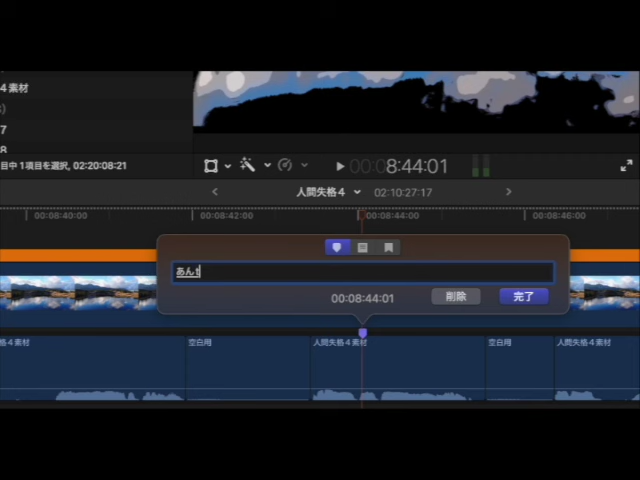 4素材
7
8
目中 1項目を選択, 02:20:08:21
00:08:44:01
人間失格4
02:10:27:17
00:08:40:00
00:08:42:00
00:08:44:00
00:08:46:00
あんt
00:08:44:01
削除
完了
格4素材
空白用
人間失格4素材
空白用
人間失格4素材